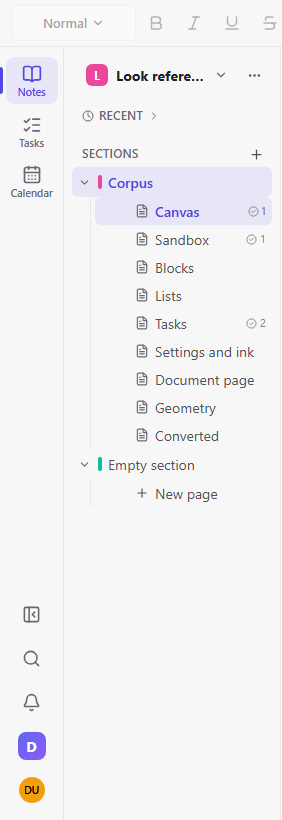 Normal
B I U S
Notes
Tasks
Calendar
L Look refere...
RECENT
SECTIONS
Corpus
Canvas 1
Sandbox 1
Blocks
Lists
Tasks 2
Settings and ink
Document page
Geometry
Converted
Empty section
New page
D
DU